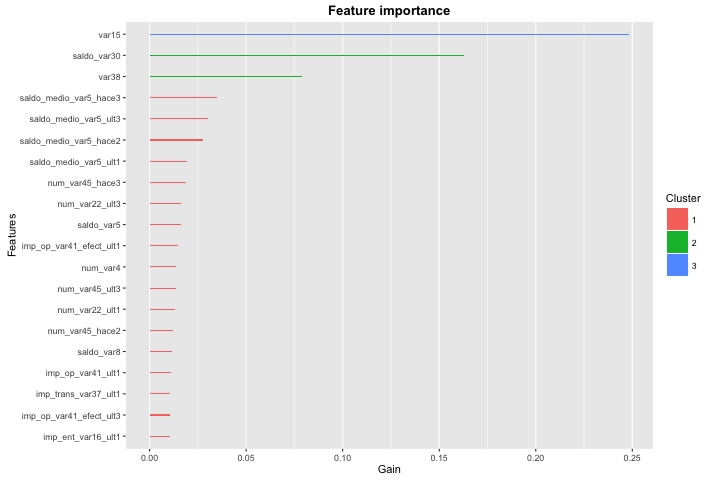 Feature importance
Features
var15
saldo_var30
var38
saldo_medio_var5_hace3
saldo_medio_var5_ult3
saldo_medio_var5_hace2
saldo_medio_var5_ult1
num_var45_hace3
num_var22_ult3
saldo_var5
imp_op_var41_efect_ult1
num_var4
num_var45_ult3
num_var22_ult1
num_var45_hace2
saldo_var8
imp_op_var41_ult1
imp_trans_var37_ult1
imp_op_var41_efect_ult3
imp_ent_var16_ult1
0.00 0.05 0.10 0.15 0.20 0.25
Gain
Cluster
1
2
3